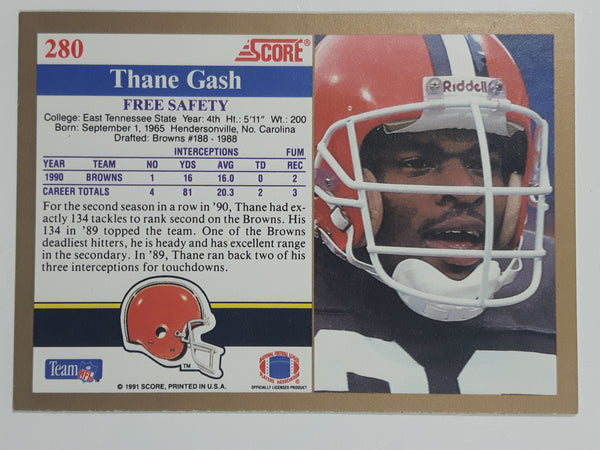 280
SCORE®
Thane Gash
FREE SAFETY
College: East Tennessee State Year: 4th Ht.: 5'11" Wt.: 200
Born: September 1, 1965 Hendersonville, No. Carolina
Drafted: Browns #188 - 1988
INTERCEPTIONS FUM
YEAR TEAM NO YDS AVG TD REC
1990 BROWNS 1 16 16.0 0 2
CAREER TOTALS 4 81 20.3 2 3
For the second season in a row in '90, Thane had ex-
actly 134 tackles to rank second on the Browns. His
134 in '89 topped the team. One of the Browns
deadliest hitters, he is heady and has excellent range
in the secondary. In '89, Thane ran back two of his
three interceptions for touchdowns.
TM
Team NFL
© 1991 SCORE, PRINTED IN U.S.A.
NATIONAL FOOTBALL LEAGUE
PLAYERS ASSOCIATION
®
OFFICIALLY LICENSED PRODUCT
Riddell